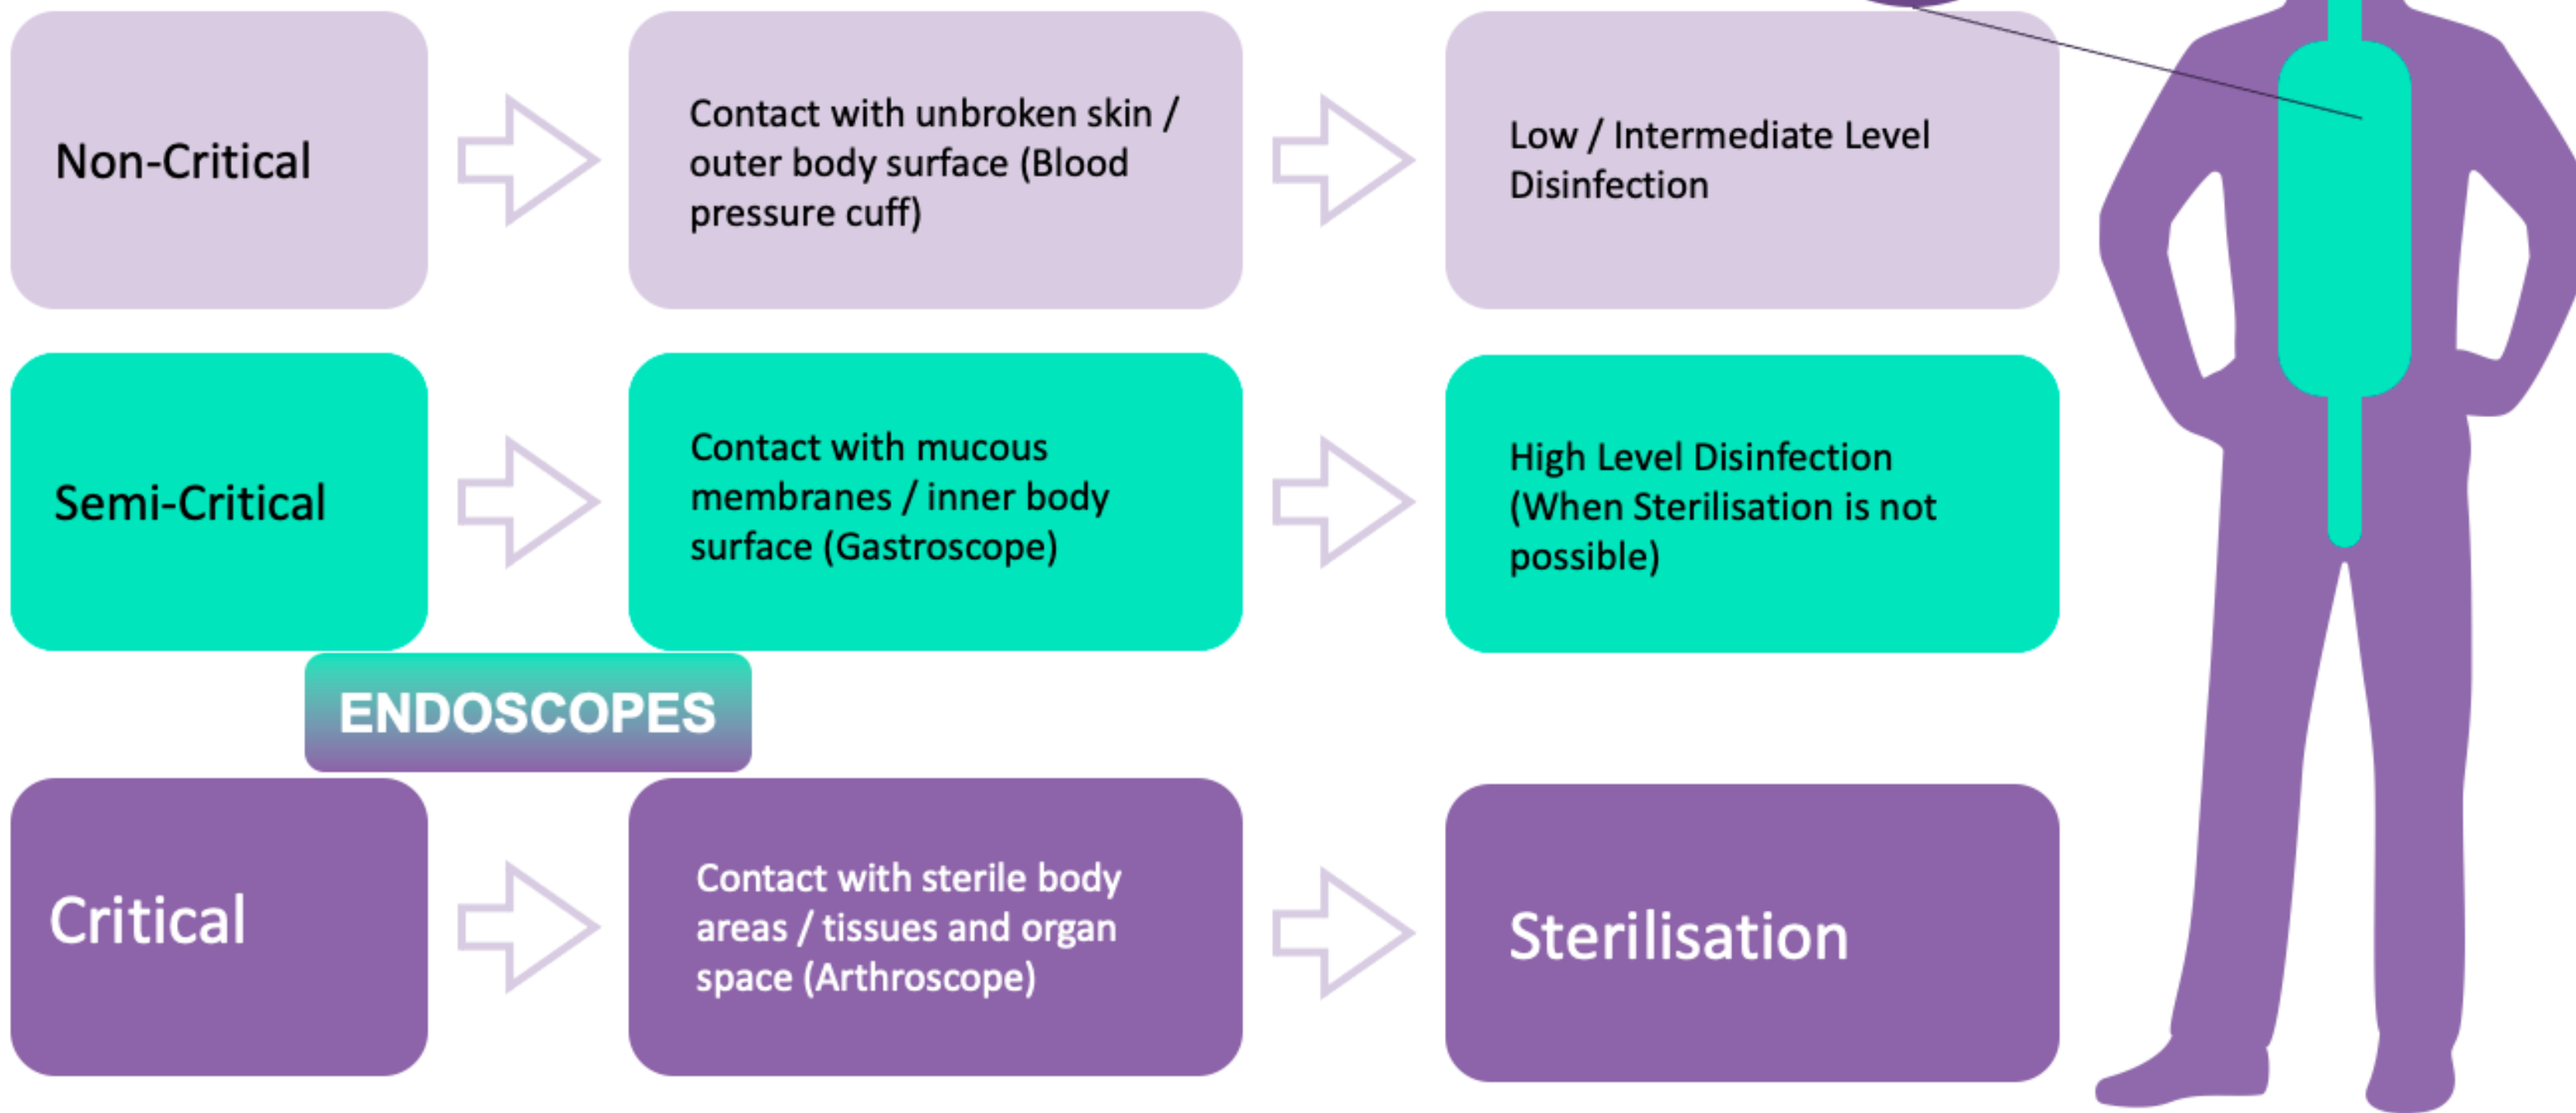 Non-Critical
Contact with unbroken skin /
outer body surface (Blood
pressure cuff)
Low / Intermediate Level
Disinfection
Semi-Critical
Contact with mucous
membranes / inner body
surface (Gastroscope)
High Level Disinfection
(When Sterilisation is not
possible)
ENDOSCOPES
Critical
Contact with sterile body
areas / tissues and organ
space (Arthroscope)
Sterilisation